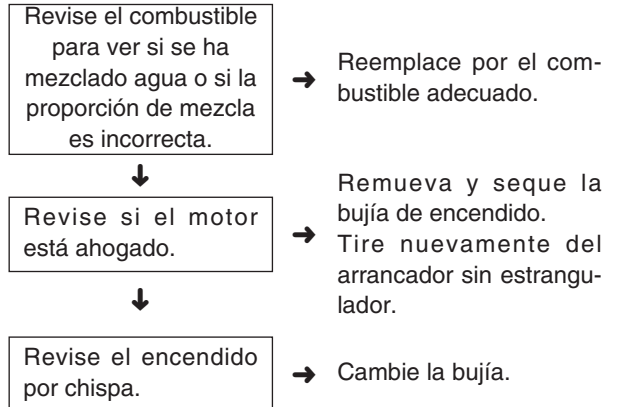 Revise el combustible
para ver si se ha
mezclado agua o si la
proporción de mezcla
es incorrecta.
➜ Reemplace por el com-
bustible adecuado.
➜
Revise si el motor
está ahogado.
➜ Remueva y seque la
bujía de encendido.
Tire nuevamente del
arrancador sin estrangu-
lador.
➜
Revise el encendido
por chispa.
➜ Cambie la bujía.